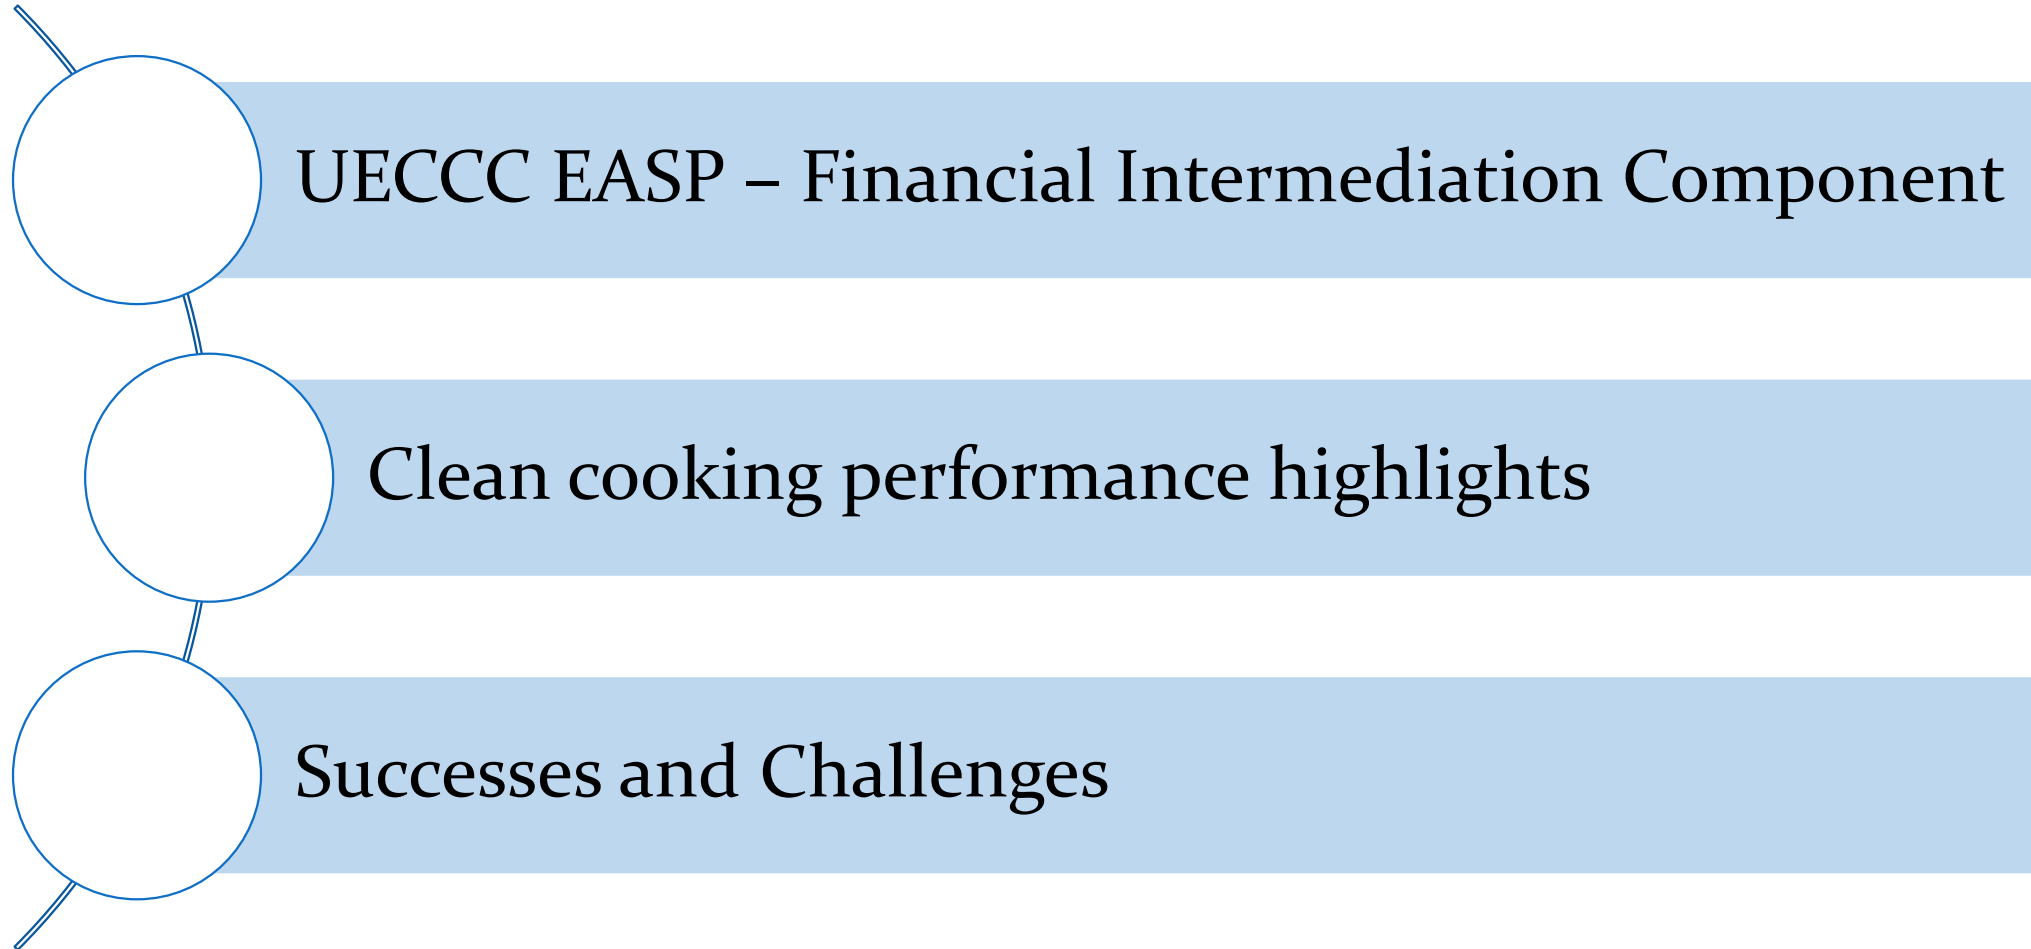 UECCC EASP – Financial Intermediation Component
Clean cooking performance highlights
Successes and Challenges